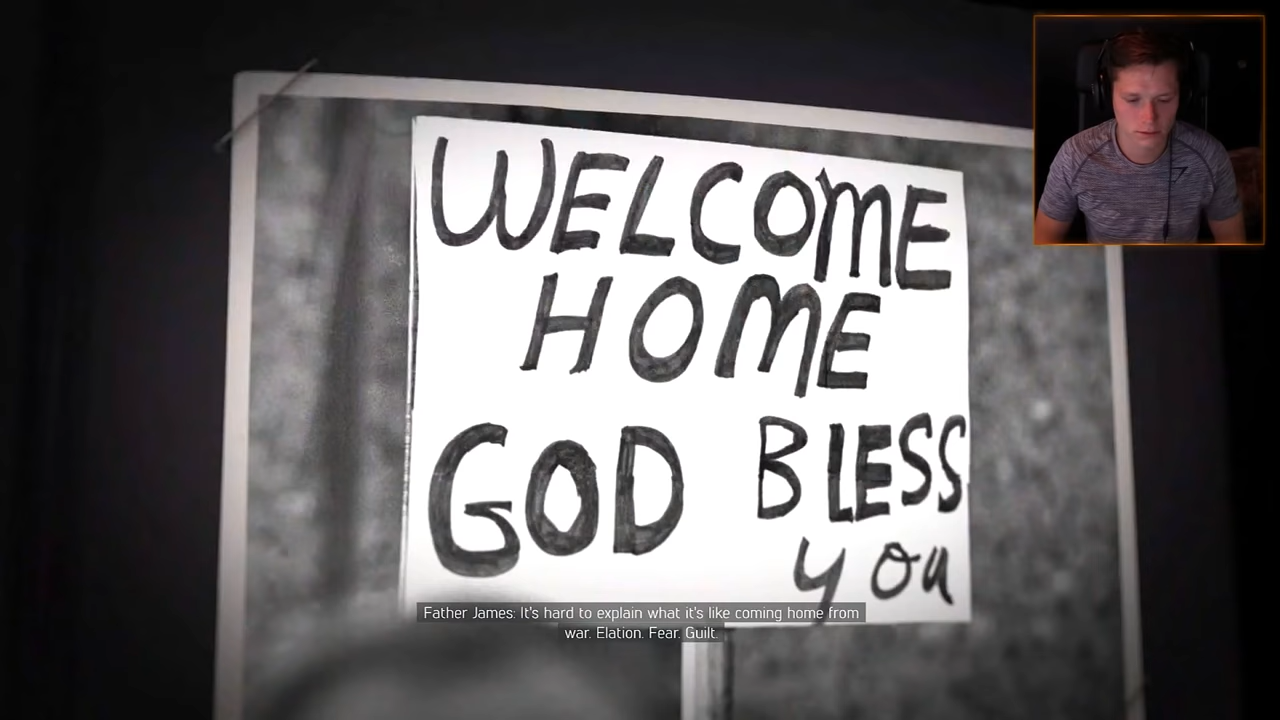 WELCOME
HOME
GOD BLESS
you
Father James: It's hard to explain what it's like coming home from
war. Elation. Fear. Guilt.